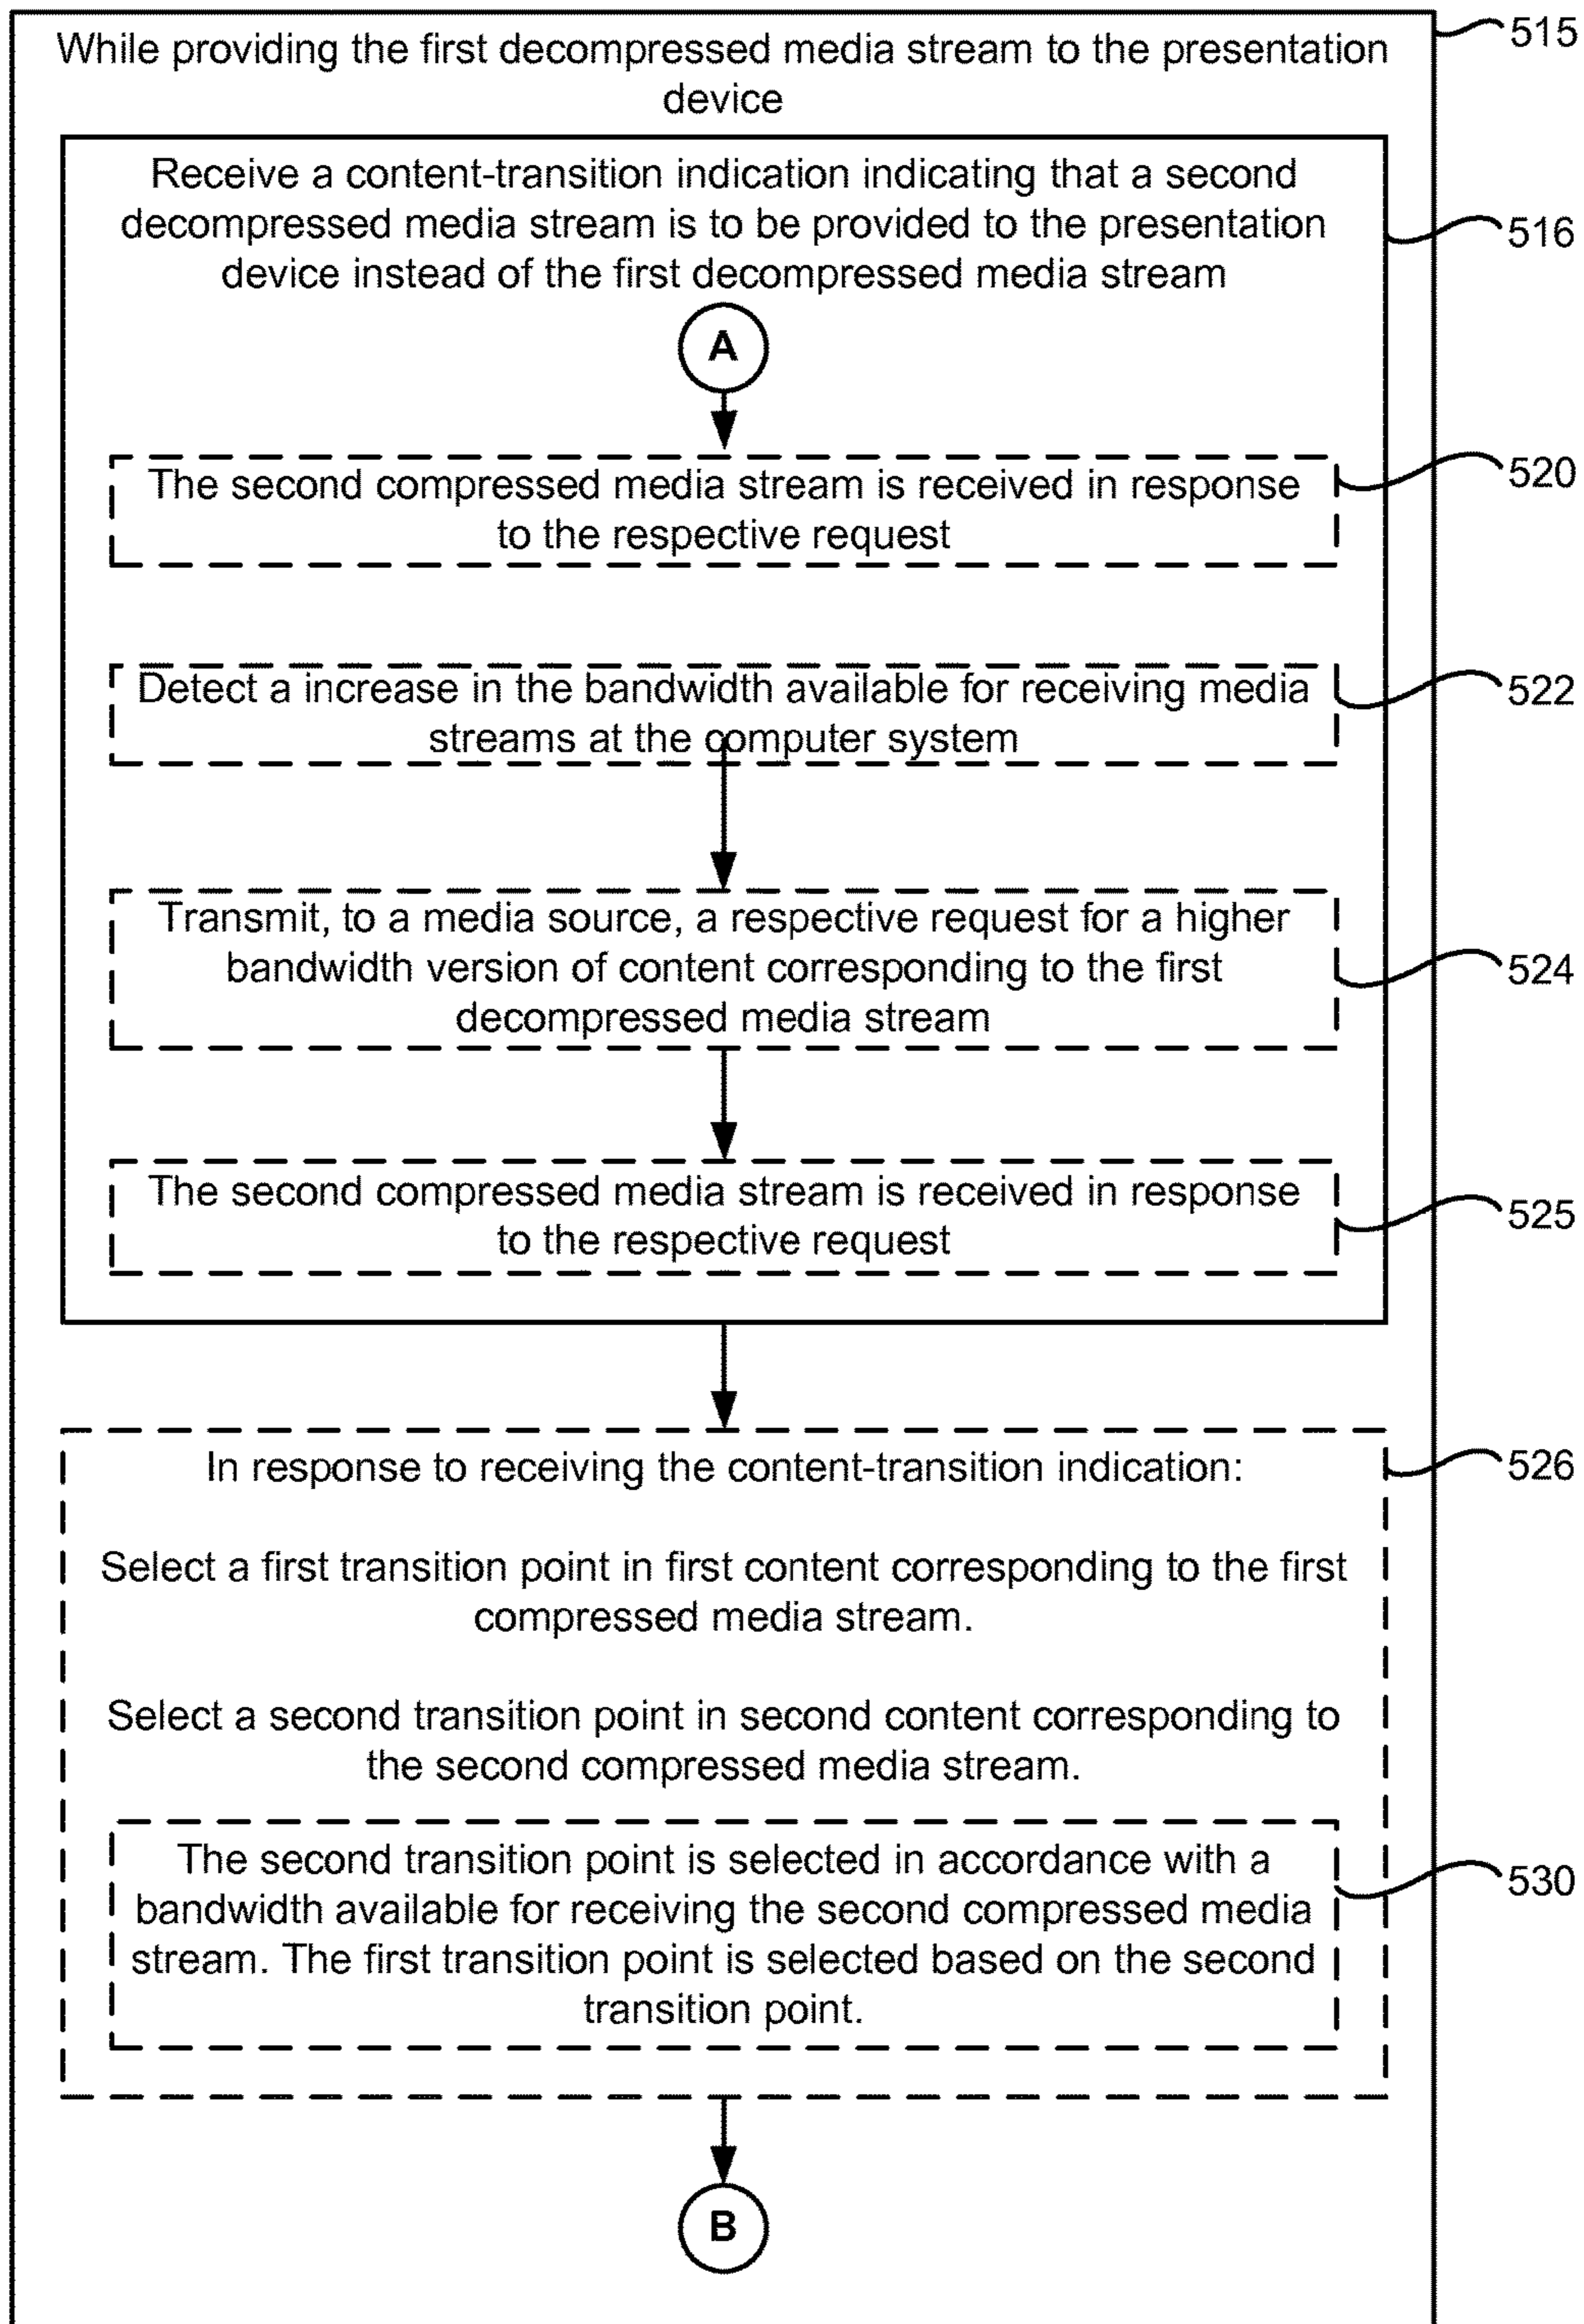 While providing the first decompressed media stream to the presentation
device
515
Receive a content-transition indication indicating that a second
decompressed media stream is to be provided to the presentation
device instead of the first decompressed media stream
516
A
The second compressed media stream is received in response
to the respective request
520
Detect a increase in the bandwidth available for receiving media
streams at the computer system
522
Transmit, to a media source, a respective request for a higher
bandwidth version of content corresponding to the first
decompressed media stream
524
The second compressed media stream is received in response
to the respective request
525
In response to receiving the content-transition indication:
526
Select a first transition point in first content corresponding to the first
compressed media stream.
Select a second transition point in second content corresponding to
the second compressed media stream.
The second transition point is selected in accordance with a
bandwidth available for receiving the second compressed media
stream. The first transition point is selected based on the second
transition point.
530
B